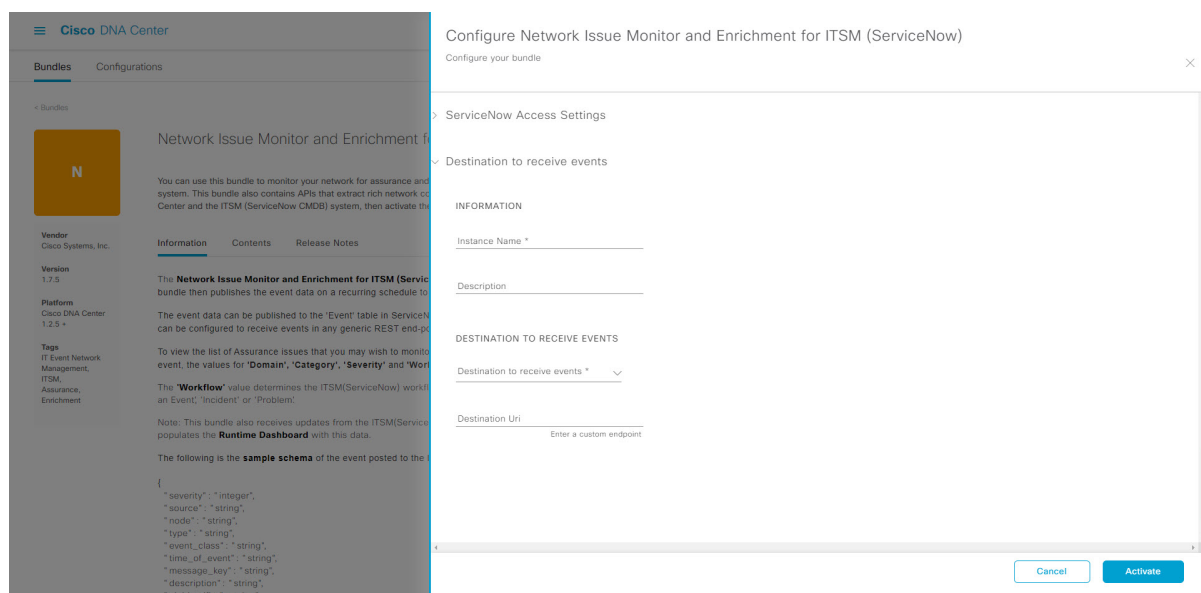 Cisco DNA Center
Bundles Configurations
< Bundles
N
Vendor
Cisco Systems, Inc.
Version
1.7.5
Platform
Cisco DNA Center
1.2.5 +
Tags
IT Event Network
Management,
ITSM,
Assurance,
Enrichment
Network Issue Monitor and Enrichment
You can use this bundle to monitor your network for assurance and
system. This bundle also contains APIs that extract rich network
Center and the ITSM (ServiceNow CMDB) system, then activate
Information Contents Release Notes
The Network Issue Monitor and Enrichment for ITSM (Servic
bundle then publishes the event data on a recurring schedule to
The event data can be published to the 'Event' table in ServiceN
can be configured to receive events in any generic REST
To view the list of Assurance issues that you may wish to monito
event, the values for 'Domain', 'Category', 'Severity' and
The 'Workflow' value determines the ITSM(ServiceNow)
an Event', 'Incident' or 'Problem'.
Note: This bundle also receives updates from the ITSM(Service
populates the Runtime Dashboard with this data.
The following is the sample schema of the event posted to the
{
"severity" : "integer",
"source" : "string",
"node" : "string",
"type" : "string",
"event_class" : "string",
"time_of_event" : "string",
"message_key" : "string",
"description" : "string",
Configure Network Issue Monitor and Enrichment for ITSM (ServiceNow)
Configure your bundle
> ServiceNow Access Settings
Destination to receive events
INFORMATION
Instance Name *
Description
DESTINATION TO RECEIVE EVENTS
Destination to receive events *
Destination Uri
Enter a custom endpoint
Cancel Activate